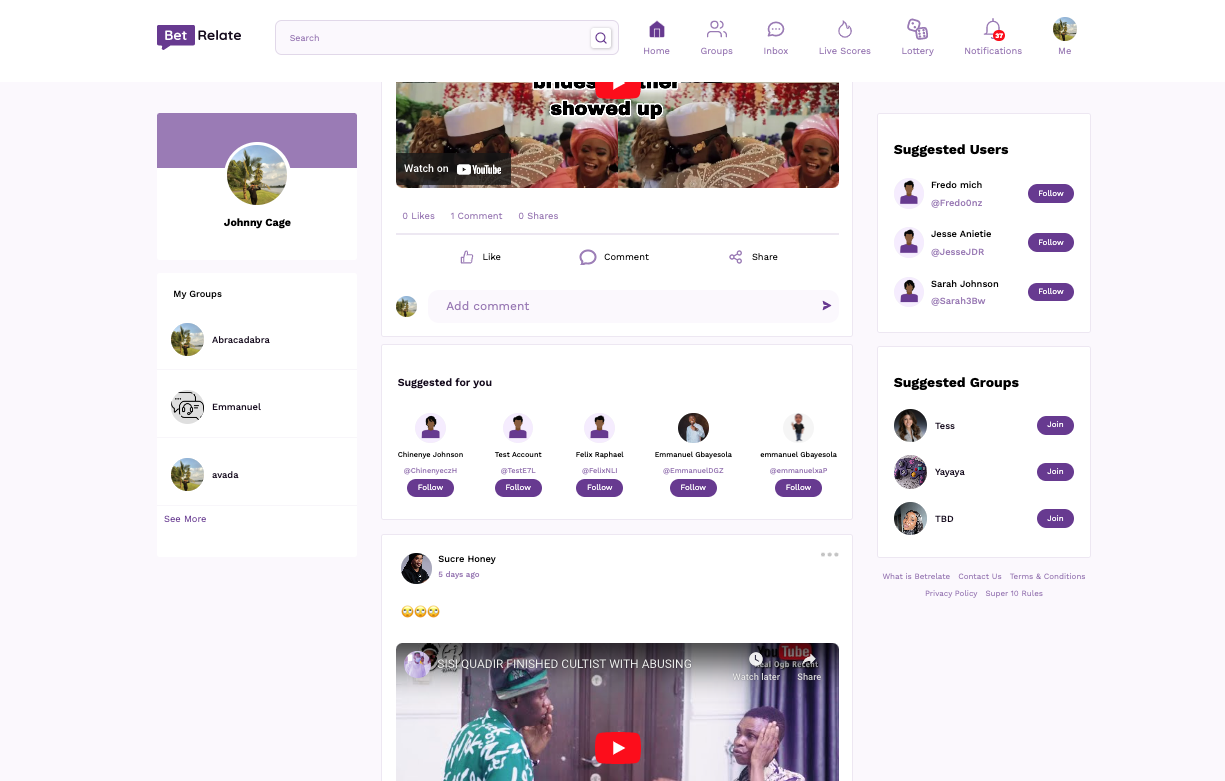 Bet Relate
Search
Home
Groups
Inbox
Live Scores
Lottery
37
Notifications
Me
Johnny Cage
My Groups
Abracadabra
Emmanuel
avada
See More
showed up
Watch on YouTube
0 Likes 1 Comment 0 Shares
Like
Comment
Share
Add comment
Suggested for you
Chinenye Johnson
@ChinenyeczH
Follow
Test Account
@TestE7L
Follow
Felix Raphael
@FelixNLI
Follow
Emmanuel Gbayesola
@EmmanuelDGZ
Follow
emmanuel Gbayesola
@emmanuelxaP
Follow
Sucre Honey
5 days ago
🙄🙄🙄
SISI QUADIR FINISHED CULTIST WITH ABUSING
YouTube
Real Ogb Recent
Watch later
Share
Suggested Users
Fredo mich
@Fredo0nz
Follow
Jesse Anietie
@JesseJDR
Follow
Sarah Johnson
@Sarah3Bw
Follow
Suggested Groups
Tess
Join
Yayaya
Join
TBD
Join
What is Betrelate Contact Us Terms & Conditions
Privacy Policy Super 10 Rules